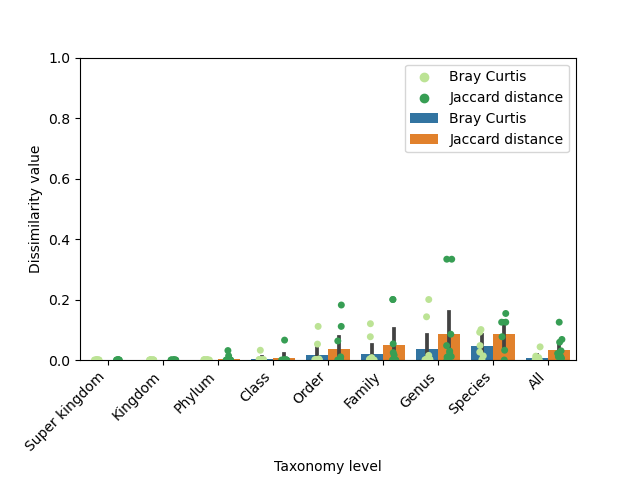 1.0
0.8
0.6
0.4
0.2
0.0
Dissimilarity value
Bray Curtis
Jaccard distance
Bray Curtis
Jaccard distance
Super kingdom
Kingdom
Phylum
Class
Order
Family
Genus
Species
All
Taxonomy level